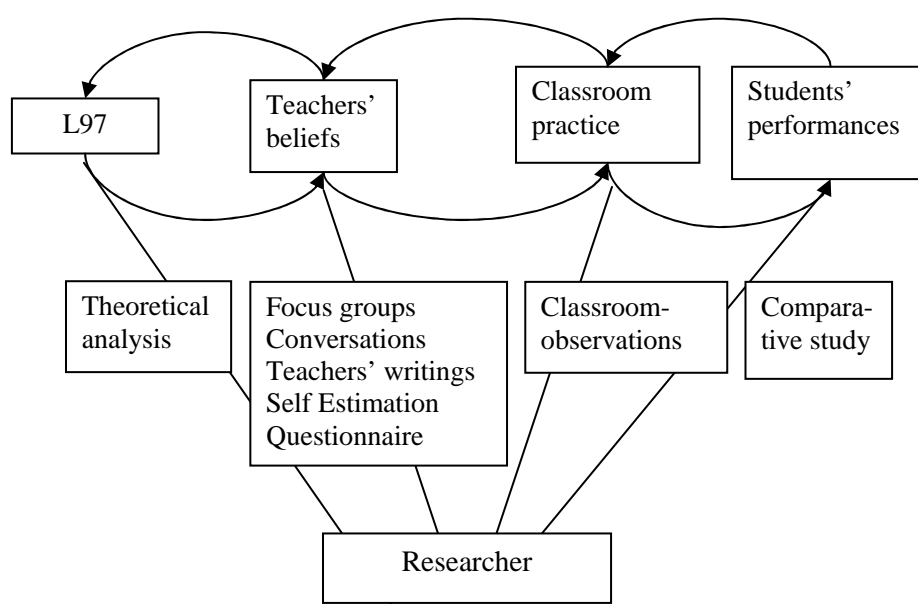 L97
Teachers’
beliefs
Classroom
practice
Students’
performances
Theoretical
analysis
Focus groups
Conversations
Teachers’ writings
Self Estimation
Questionnaire
Classroom-
observations
Compara-
tive study
Researcher